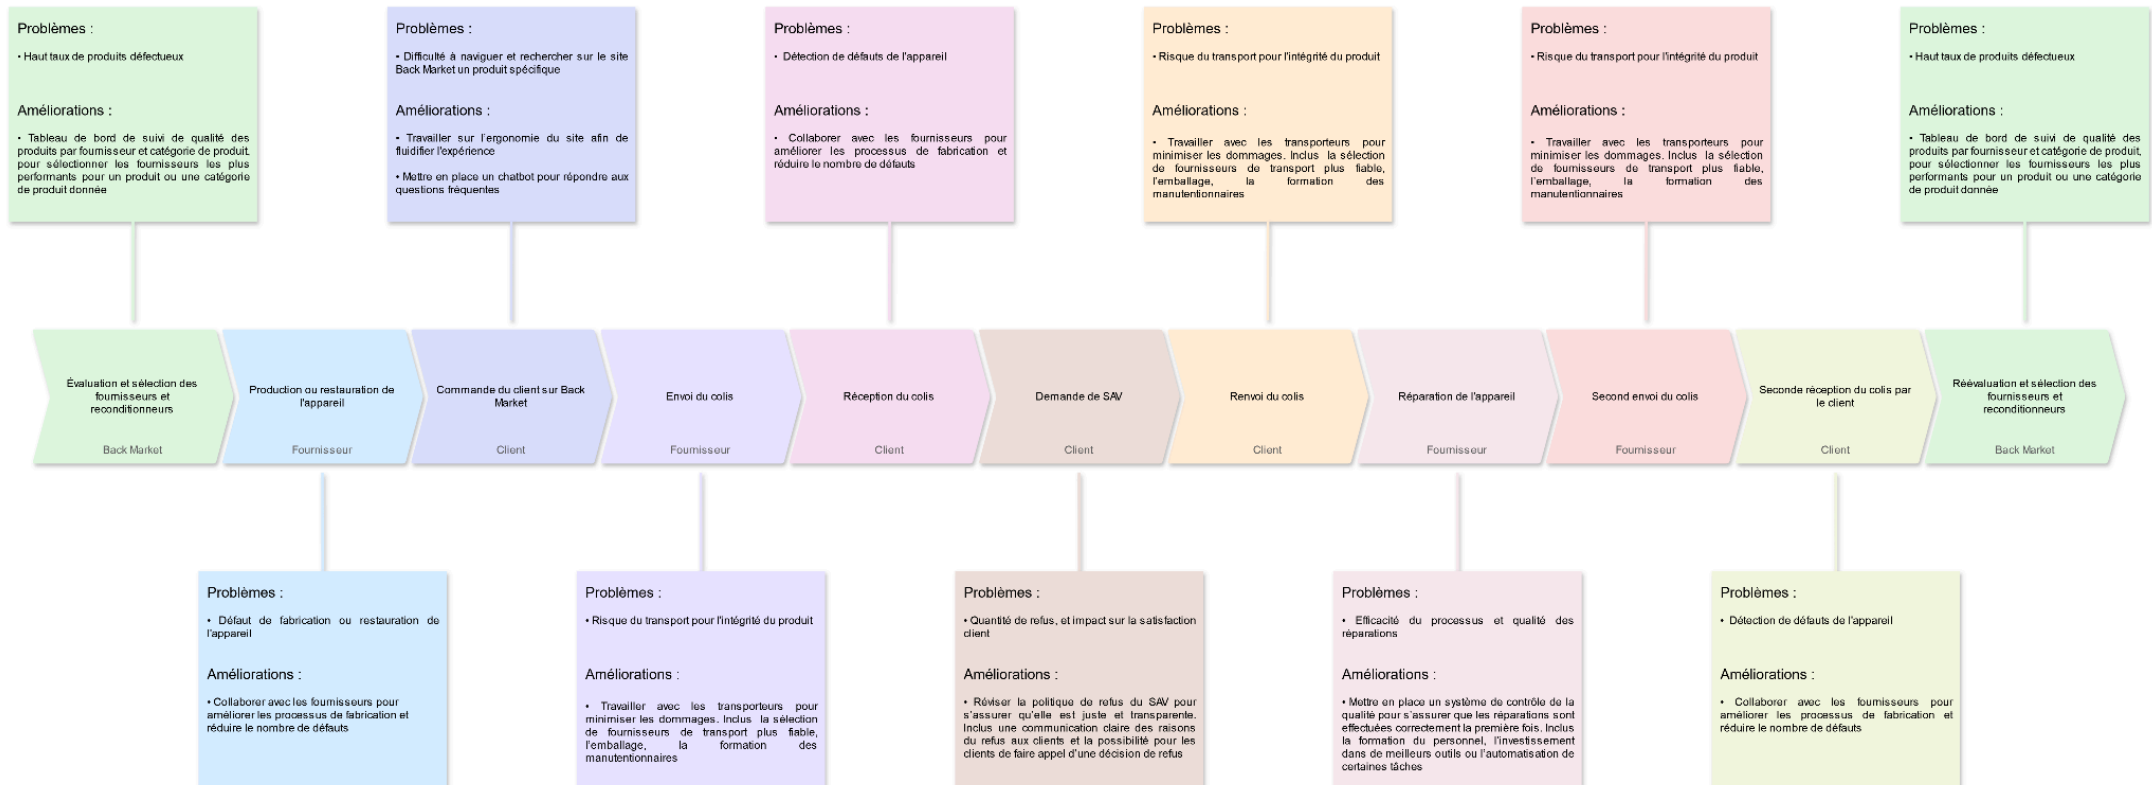 Problèmes :
• Haut taux de produits défectueux
Améliorations :
• Tableau de bord de suivi de qualité des
produits par fournisseur et catégorie de produit,
pour sélectionner les fournisseurs les plus
performants pour un produit ou une catégorie
de produit donnée
Problèmes :
• Difficulté à naviguer et rechercher sur le site
Back Market un produit spécifique
Améliorations :
• Travailler sur l'ergonomie du site afin de
fluidifier l'expérience
• Mettre en place un chatbot pour répondre aux
questions fréquentes
Problèmes :
• Détection de défauts de l'appareil
Améliorations :
• Collaborer avec les fournisseurs pour
améliorer les processus de fabrication et
réduire le nombre de défauts
Problèmes :
• Risque du transport pour l'intégrité du produit
Améliorations :
• Travailler avec les transporteurs pour
minimiser les dommages. Inclus la sélection
de fournisseurs de transport plus fiable,
l'emballage, la formation des
manutentionnaires
Problèmes :
• Risque du transport pour l'intégrité du produit
Améliorations :
• Travailler avec les transporteurs pour
minimiser les dommages. Inclus la sélection
de fournisseurs de transport plus fiable,
l'emballage, la formation des
manutentionnaires
Problèmes :
• Haut taux de produits défectueux
Améliorations :
• Tableau de bord de suivi de qualité des
produits par fournisseur et catégorie de produit,
pour sélectionner les fournisseurs les plus
performants pour un produit ou une catégorie
de produit donnée
Évaluation et sélection des
fournisseurs et
reconditionneurs
Back Market
Production ou restauration de
l'appareil
Fournisseur
Commande du client sur Back
Market
Client
Envoi du colis
Fournisseur
Réception du colis
Client
Demande de SAV
Client
Renvoi du colis
Client
Réparation de l'appareil
Fournisseur
Second envoi du colis
Fournisseur
Seconde réception du colis par
le client
Client
Réévaluation et sélection des
fournisseurs et
reconditionneurs
Back Market
Problèmes :
• Défaut de fabrication ou restauration de
l'appareil
Améliorations :
• Collaborer avec les fournisseurs pour
améliorer les processus de fabrication et
réduire le nombre de défauts
Problèmes :
• Risque du transport pour l'intégrité du produit
Améliorations :
• Travailler avec les transporteurs pour
minimiser les dommages. Inclus la sélection
de fournisseurs de transport plus fiable,
l'emballage, la formation des
manutentionnaires
Problèmes :
• Quantité de refus, et impact sur la satisfaction
client
Améliorations :
• Réviser la politique de refus du SAV pour
s'assurer qu'elle est juste et transparente.
Inclus une communication claire des raisons
du refus aux clients et la possibilité pour les
clients de faire appel d'une décision de refus
Problèmes :
• Efficacité du processus et qualité des
réparations
Améliorations :
• Mettre en place un système de contrôle de la
qualité pour s'assurer que les réparations sont
effectuées correctement la première fois. Inclus
la formation du personnel, l'investissement
dans de meilleurs outils ou l'automatisation de
certaines tâches
Problèmes :
• Détection de défauts de l'appareil
Améliorations :
• Collaborer avec les fournisseurs pour
améliorer les processus de fabrication et
réduire le nombre de défauts